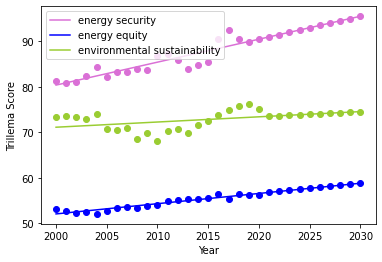 energy security
energy equity
environmental sustainability
Trillema Score
90
80
70
60
50
2000
2005
2010
2015
2020
2025
2030
Year